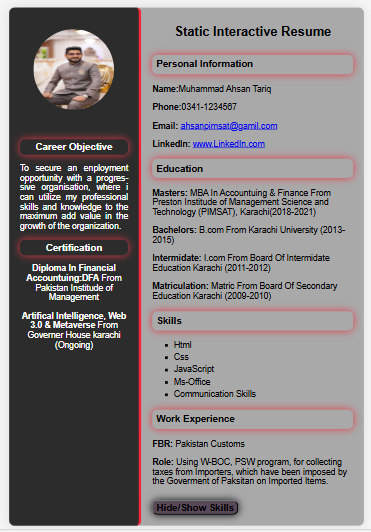 Career Objective
To secure an enployment
opportunity with a progres-
sive organisation, where i
can utilize my professional
skills and knowledge to the
maximum add value in the
growth of the organization.
Certification
Diploma In Financial
Accountuing:DFA From
Pakistan Institude of
Management
Artifical Intelligence, Web
3.0 & Metaverse From
Governer House karachi
(Ongoing)
Static Interactive Resume
Personal Information
Name:Muhammad Ahsan Tariq
Phone:0341-1234567
Email: ahsanpimsat@gamil.com
LinkedIn: www.LinkedIn.com
Education
Masters: MBA In Accountuing & Finance From
Preston Institude of Management Science and
Technology (PIMSAT), Karachi(2018-2021)
Bachelors: B.com From Karachi University (2013-
2015)
Intermidate: I.com From Board Of Intermidate
Education Karachi (2011-2012)
Matriculation: Matric From Board Of Secondary
Education Karachi (2009-2010)
Skills
Html
Css
JavaScript
Ms-Office
Communication Skills
Work Experience
FBR: Pakistan Customs
Role: Using W-BOC, PSW program, for collecting
taxes from Importers, which have been imposed by
the Goverment of Paksitan on Imported Items.
Hide/Show Skills